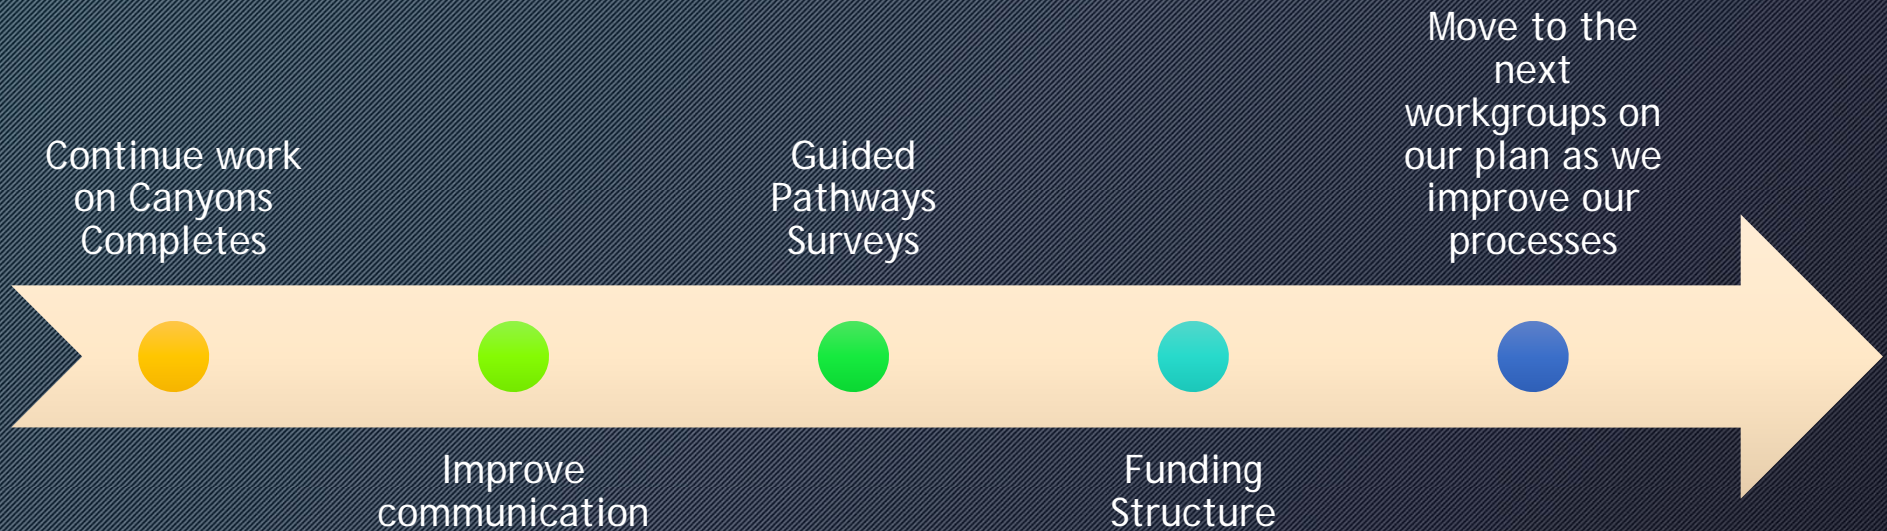 Continue work
on Canyons
Completes
Improve
communication
Guided
Pathways
Surveys
Funding
Structure
Move to the
next
workgroups on
our plan as we
improve our
processes